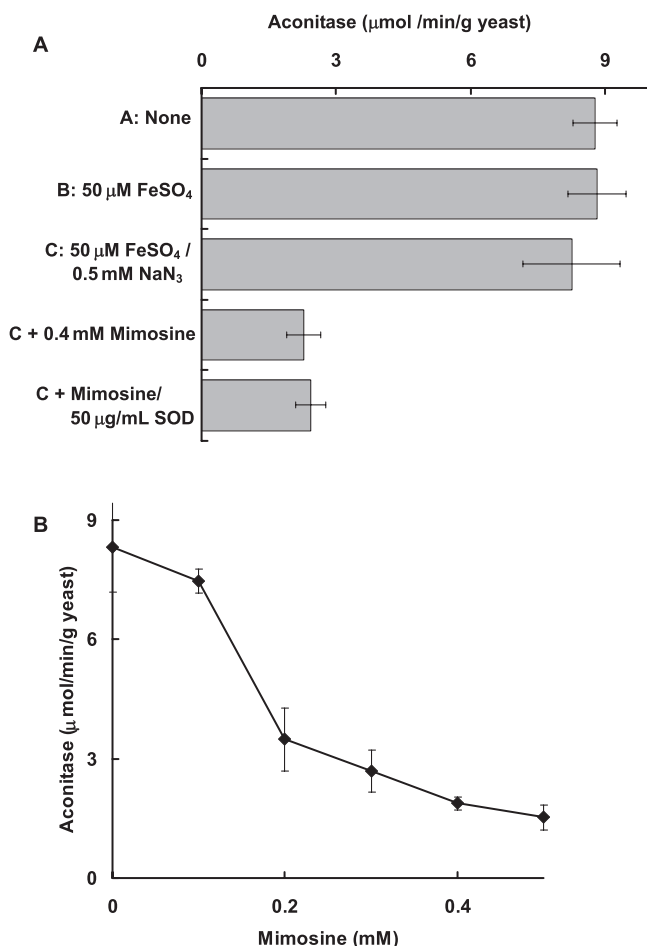 Aconitase (μmol /min/g yeast)
A
0 3 6 9
A: None
B: 50 μM FeSO₄
C: 50 μM FeSO₄ /
0.5 mM NaN₃
C + 0.4 mM Mimosine
C + Mimosine/
50 μg/mL SOD
B
Aconitase (μ mol/min/g yeast)
9
6
3
0
0 0.2 0.4
Mimosine (mM)